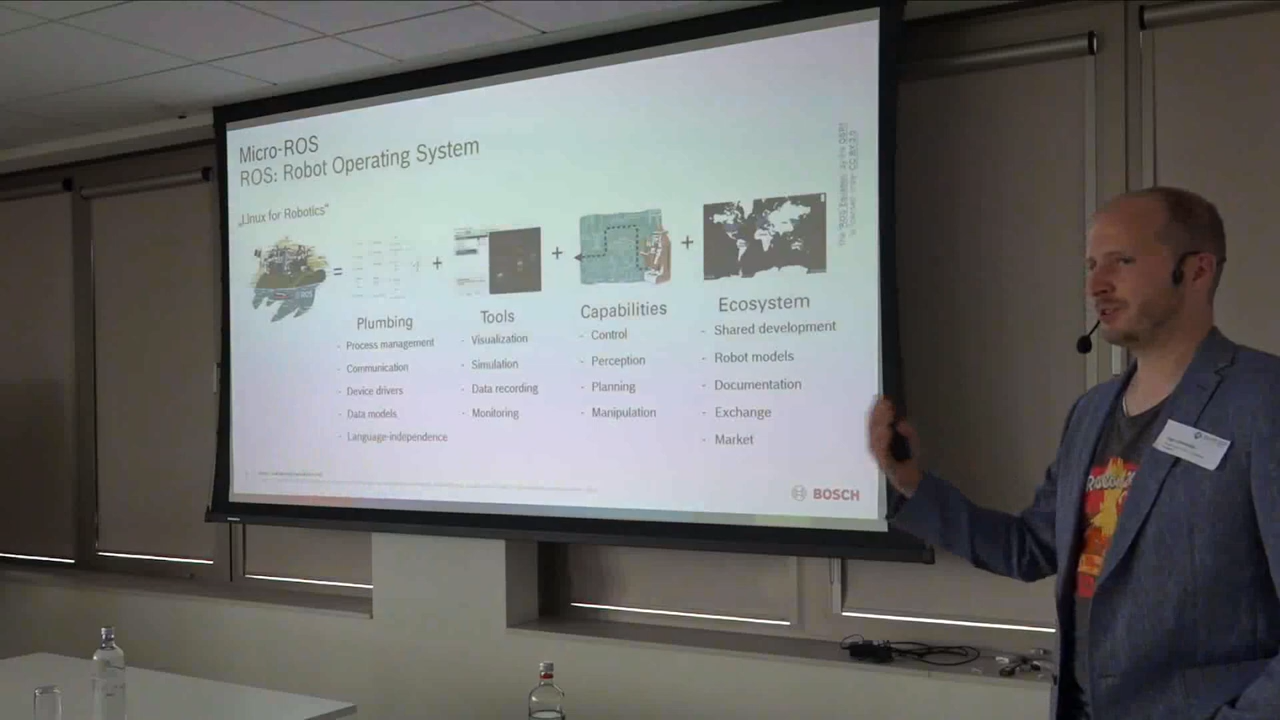 Micro-ROS
ROS: Robot Operating System
„Linux for Robotics“
=
+
+
+
Plumbing
- Process management
- Communication
- Device drivers
- Data models
- Language-independence
Tools
- Visualization
- Simulation
- Data recording
- Monitoring
Capabilities
- Control
- Perception
- Planning
- Manipulation
Ecosystem
- Shared development
- Robot models
- Documentation
- Exchange
- Market
BOSCH